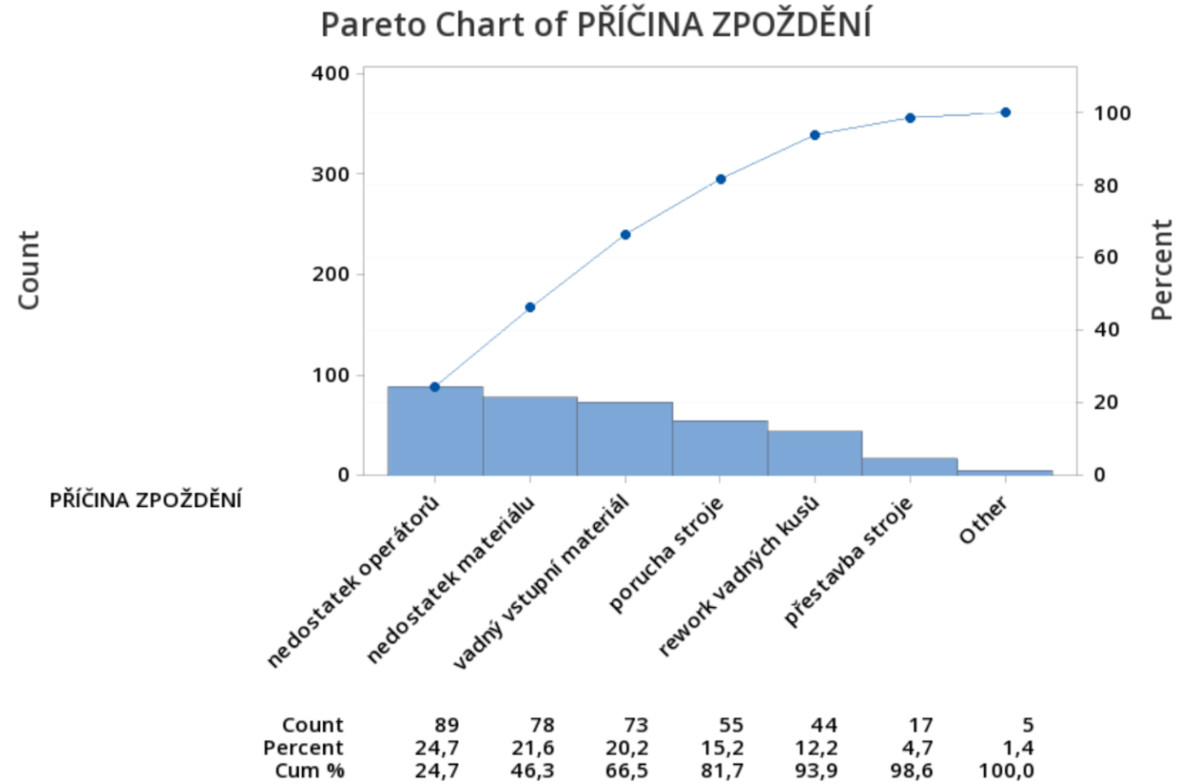 Pareto Chart of PŘÍČINA ZPOŽDĚNÍ
400
300
200
100
0
Count
100
80
60
40
20
0
Percent
PŘÍČINA ZPOŽDĚNÍ
nedostatek operátorů
nedostatek materiálu
vadný vstupní materiál
porucha stroje
rework vadných kusů
přestavba stroje
Other
Count 89 78 73 55 44 17 5
Percent 24,7 21,6 20,2 15,2 12,2 4,7 1,4
Cum % 24,7 46,3 66,5 81,7 93,9 98,6 100,0